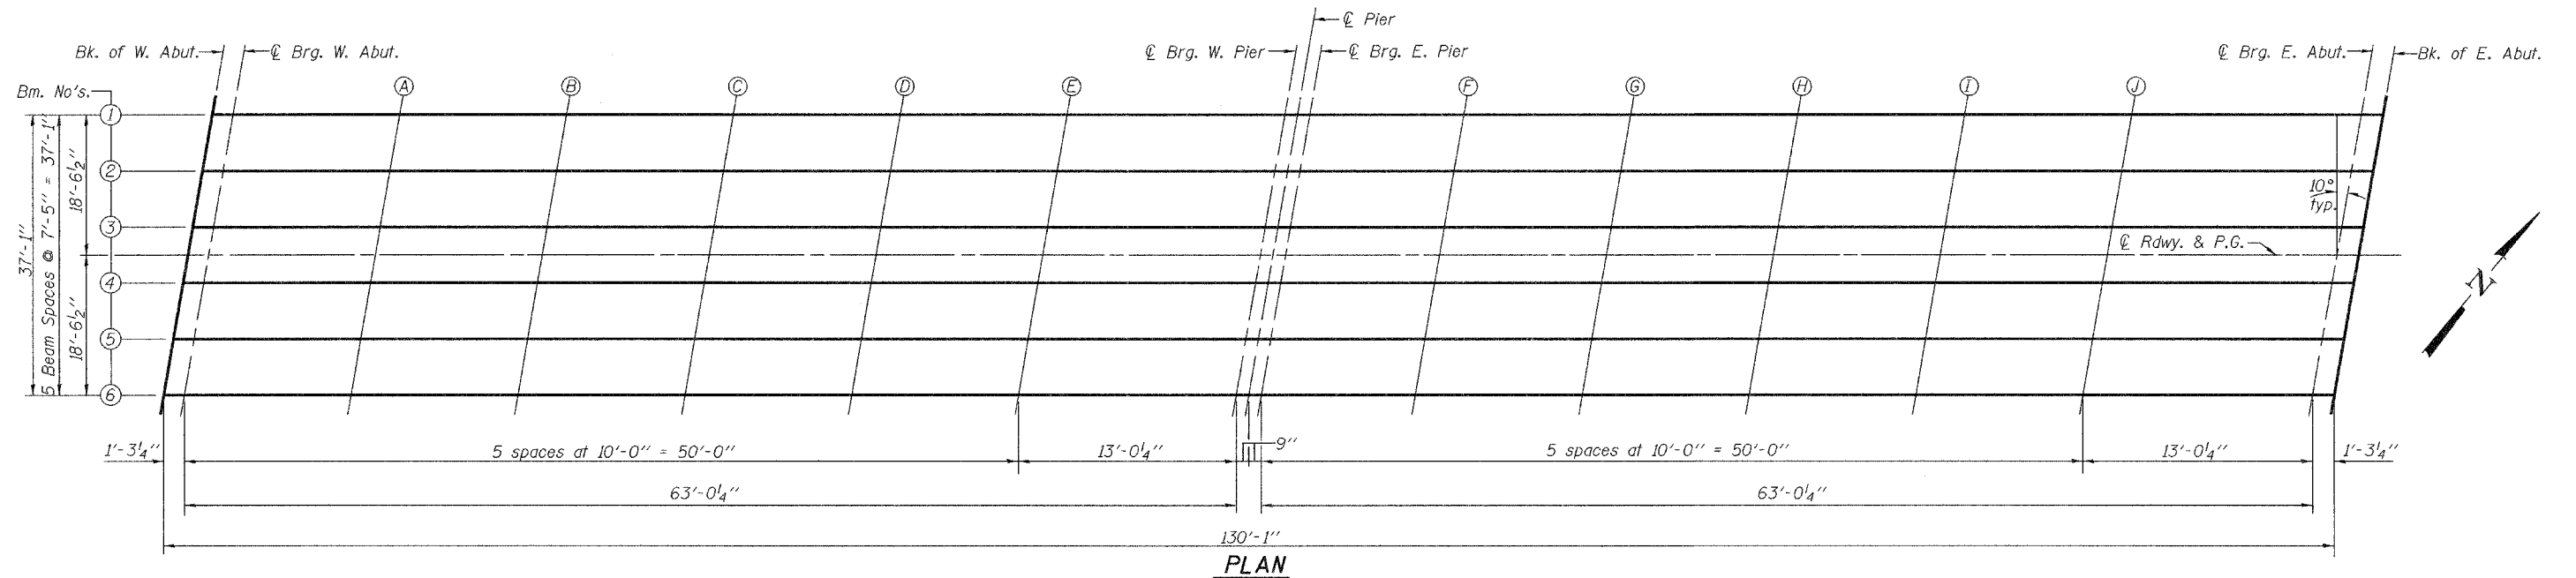 ℄ Pier
Bk. of W. Abut.
℄ Brg. W. Abut.
℄ Brg. W. Pier
℄ Brg. E. Pier
℄ Brg. E. Abut.
Bk. of E. Abut.
Bm. No's.
A
B
C
D
E
F
G
H
I
J
1
2
3
4
5
6
37'-1"
5 Beam Spaces @ 7'-5" = 37'-1"
18'-6½"
18'-6½"
10°
typ.
℄ Rdwy. & P.G.
N
1'-3¼"
5 spaces at 10'-0" = 50'-0"
13'-0¼"
9"
5 spaces at 10'-0" = 50'-0"
13'-0¼"
1'-3¼"
63'-0¼"
63'-0¼"
130'-1"
PLAN